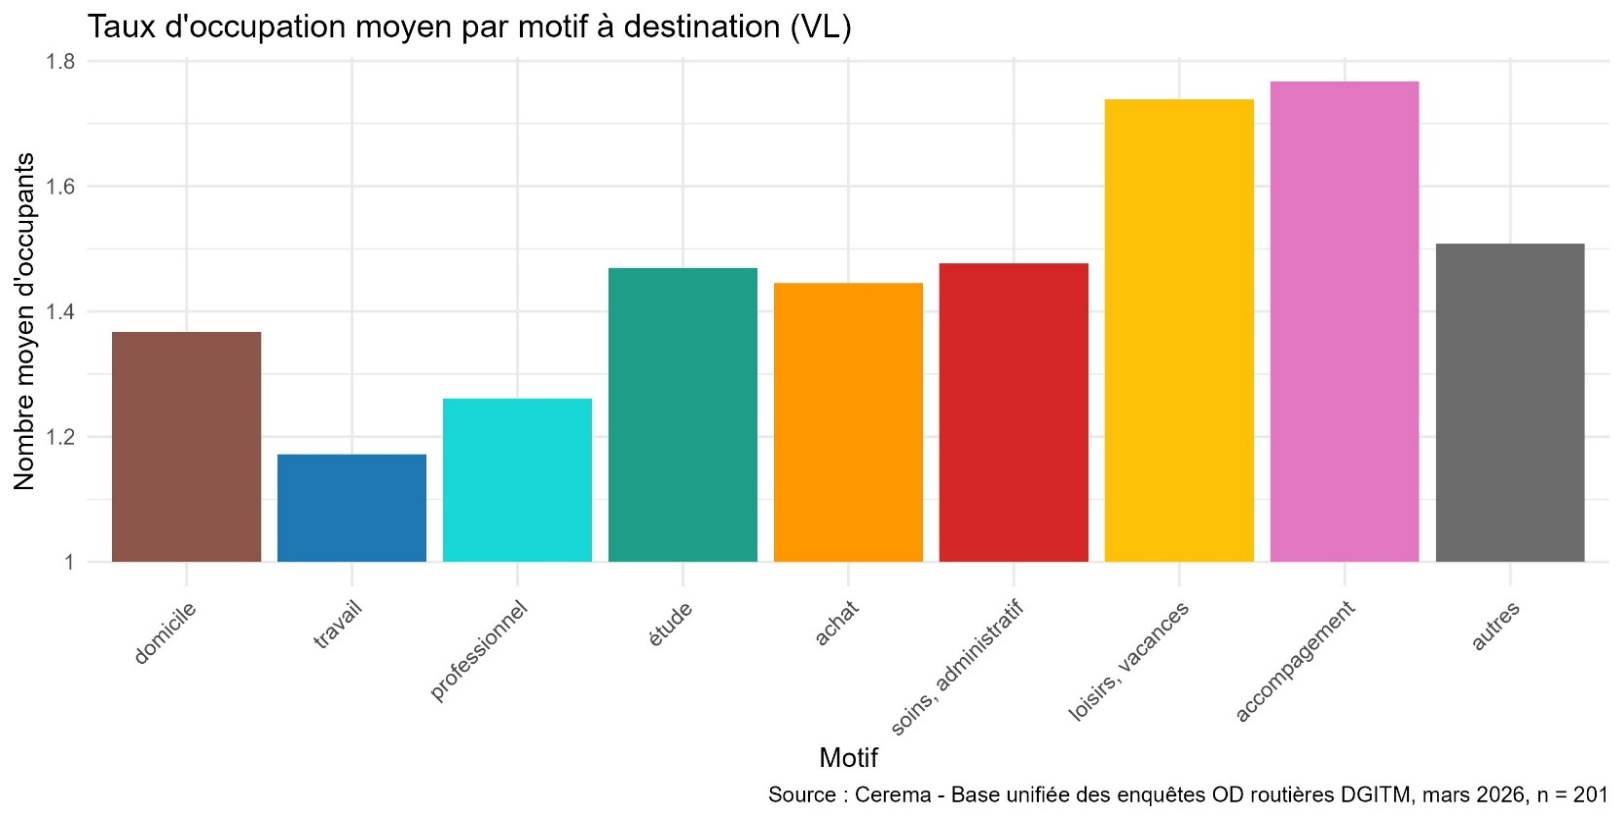 Taux d'occupation moyen par motif à destination (VL)
Nombre moyen d'occupants
1.8
1.6
1.4
1.2
1
domicile
travail
professionnel
étude
achat
soins, administratif
loisirs, vacances
accompagement
autres
Motif
Source : Cerema - Base unifiée des enquêtes OD routières DGITM, mars 2026, n = 201